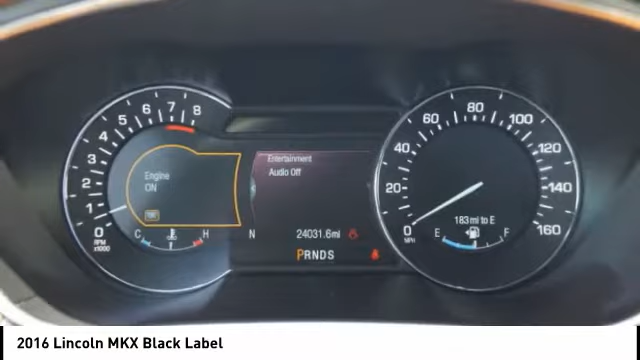 0 1 2 3 4 5 6 7 8
RPM
x1000
Engine
ON
C H
Entertainment
Audio Off
N 24031.6mi
PRNDS
0 20 40 60 80 100 120 140 160
MPH
183 mi to E
E F
2016 Lincoln MKX Black Label